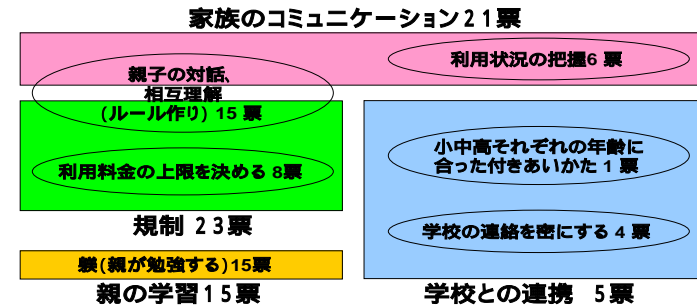 家族のコミュニケーション21票
利用状況の把握6 票
親子の対話、
相互理解
(ルール作り) 15 票
小中高それぞれの年齢に
合った付きあいかた 1 票
利用料金の上限を決める 8票
規制 23票
学校の連絡を密にする 4 票
躾(親が勉強する)15票
親の学習15票
学校との連携 5票